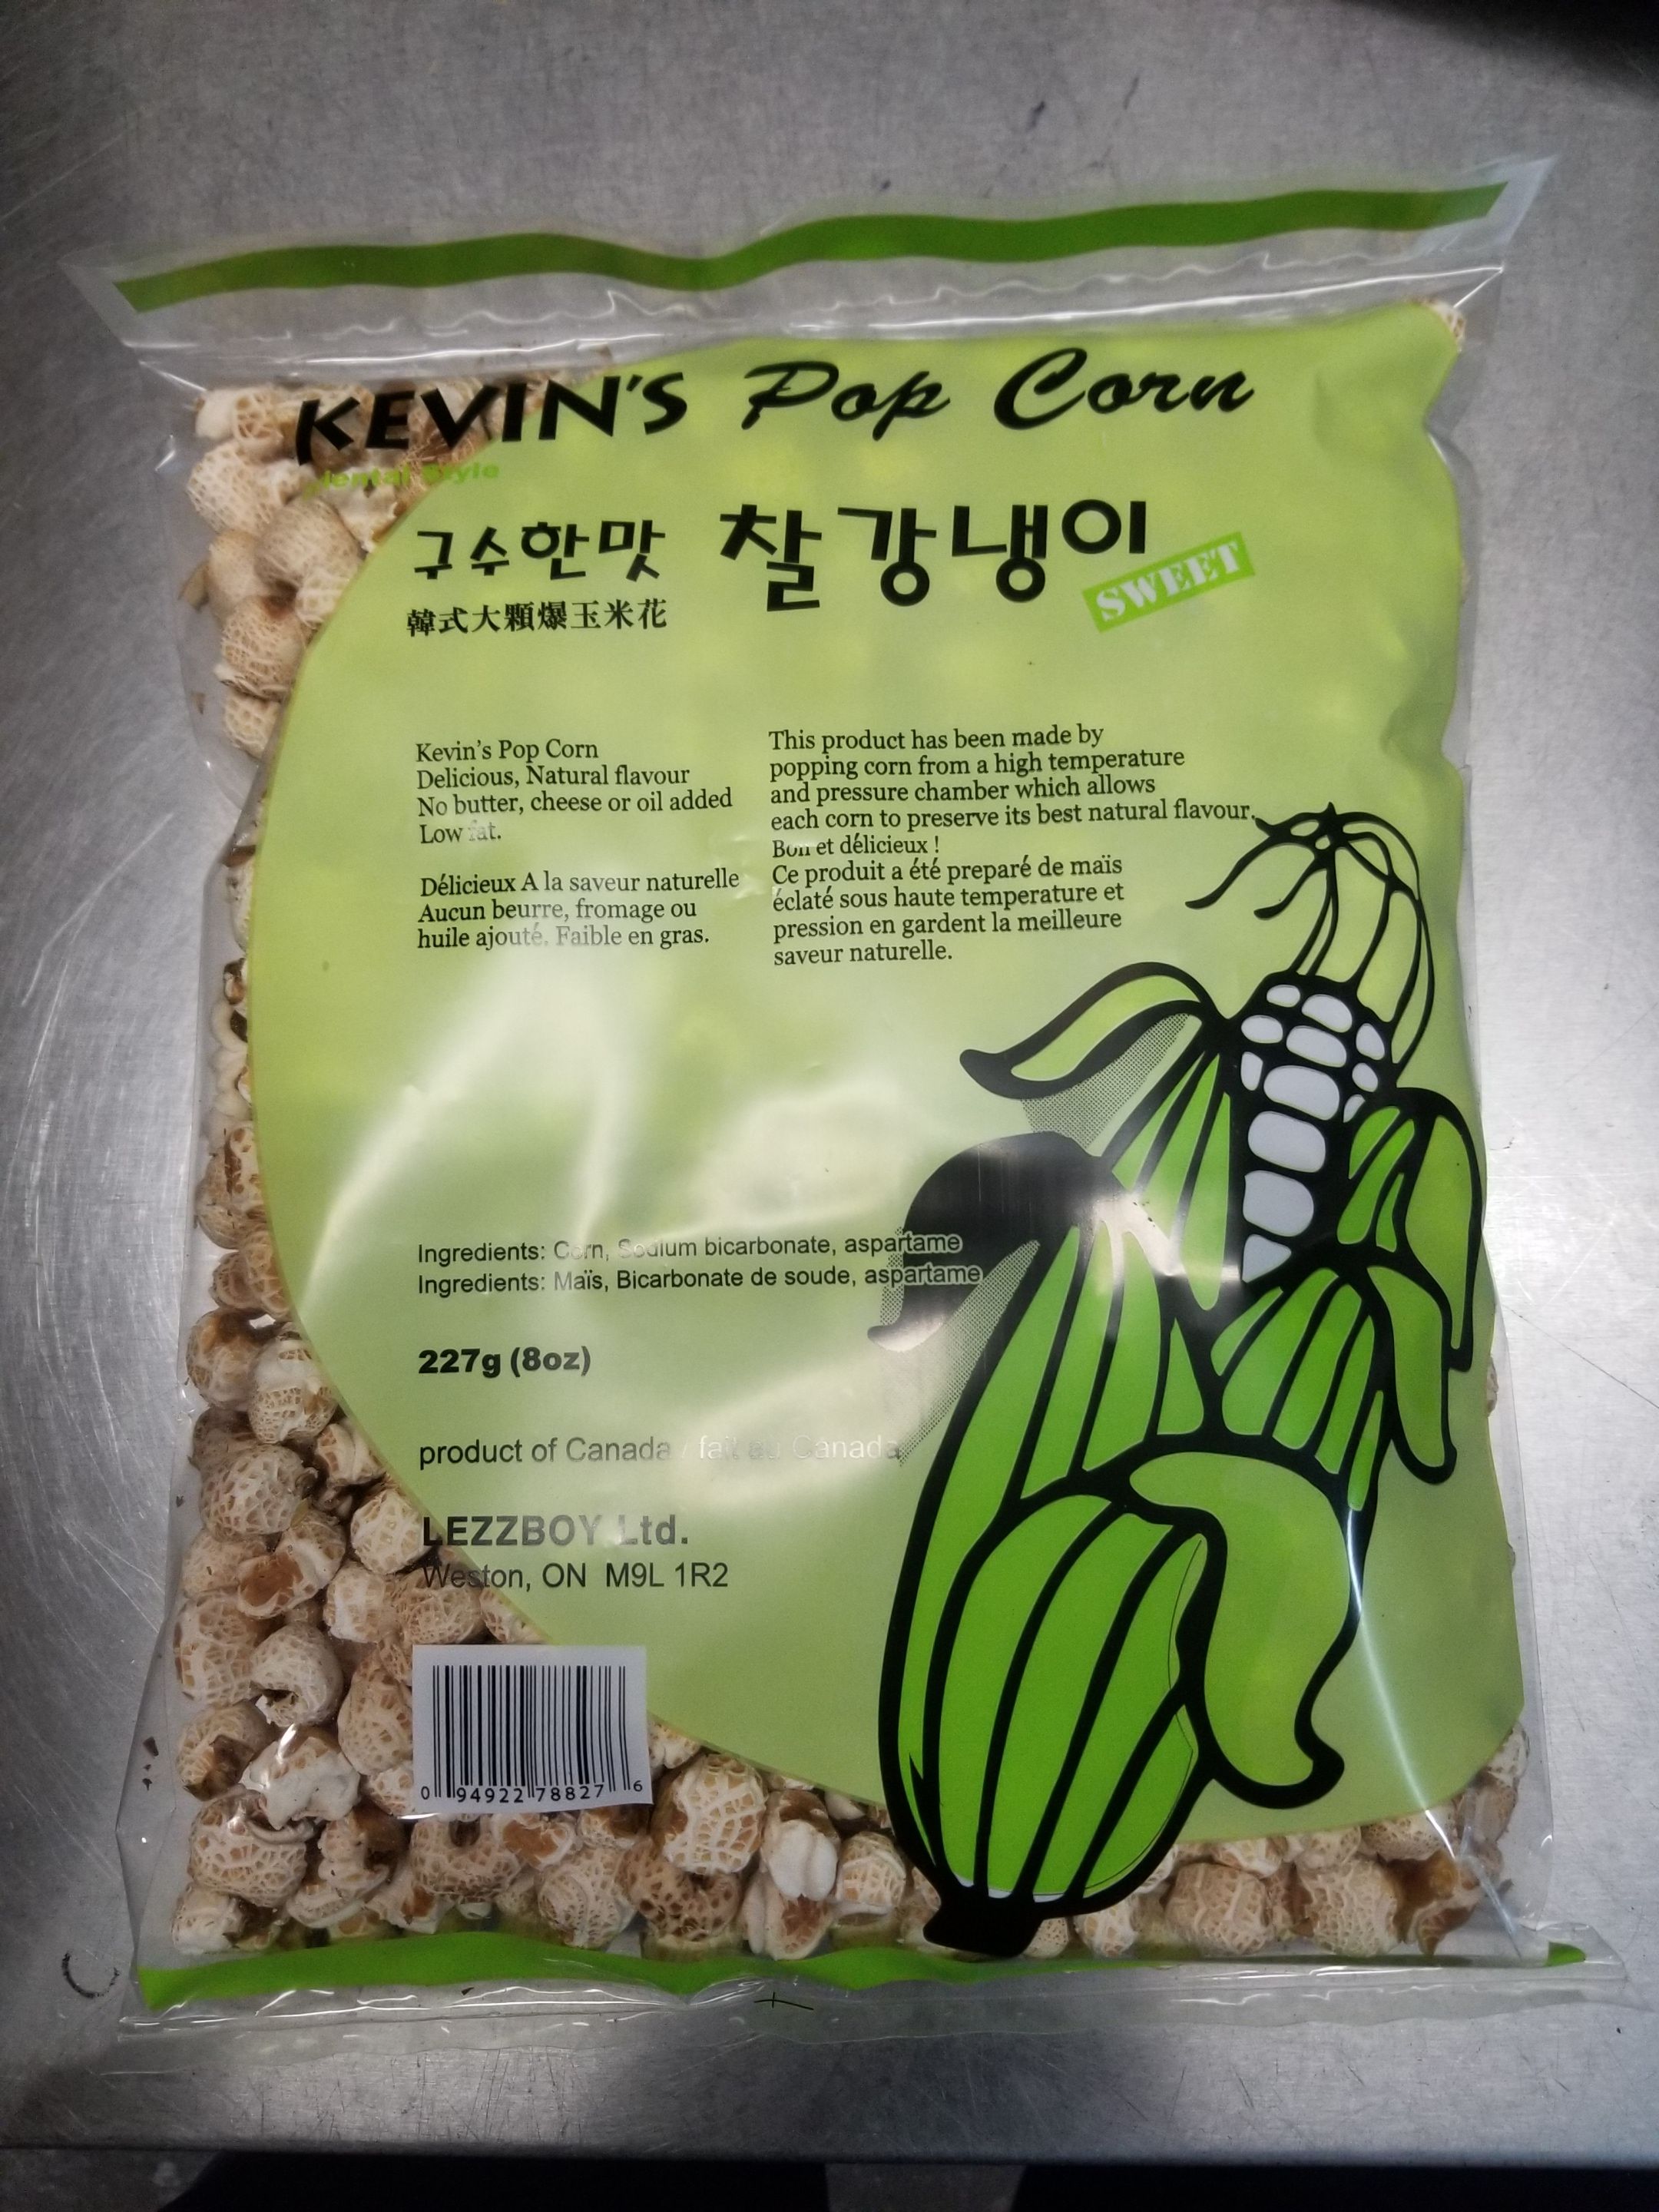 KEVIN'S Pop Corn
Style
구수한맛 찰강냉이
SWEET
韓式大顆爆玉米花
Kevin's Pop Corn
Delicious, Natural flavour
No butter, cheese or oil added
Low fat.
Délicieux A la saveur naturelle
Aucun beurre, fromage ou
huile ajouté. Faible en gras.
This product has been made by
popping corn from a high temperature
and pressure chamber which allows
each corn to preserve its best natural flavour.
Bon et délicieux !
Ce produit a été preparé de maïs
éclaté sous haute temperature et
pression en gardent la meilleure
saveur naturelle.
Ingredients: Corn, Sodium bicarbonate, aspartame
Ingredients: Maïs, Bicarbonate de soude, aspartame
227g (8oz)
product of Canada / fait au Canada
LEZZBOY Ltd.
Weston, ON M9L 1R2
0 94922 78827 6